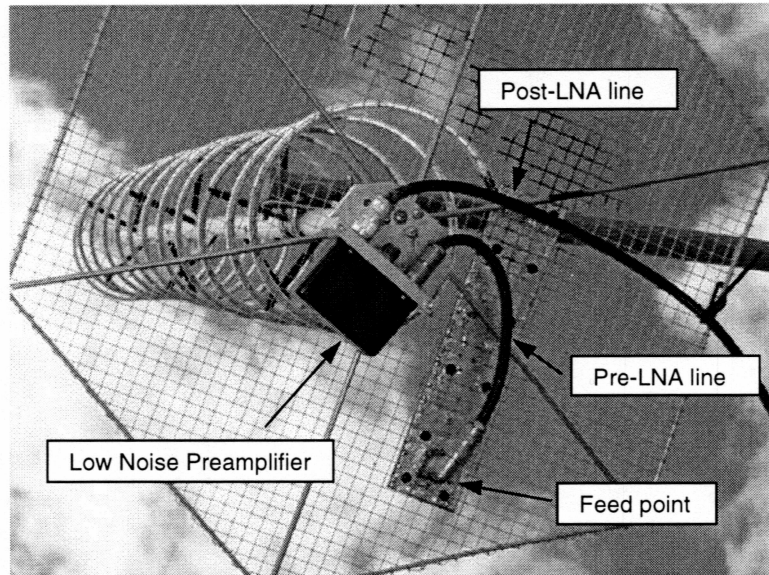 Post-LNA line
Pre-LNA line
Low Noise Preamplifier
Feed point